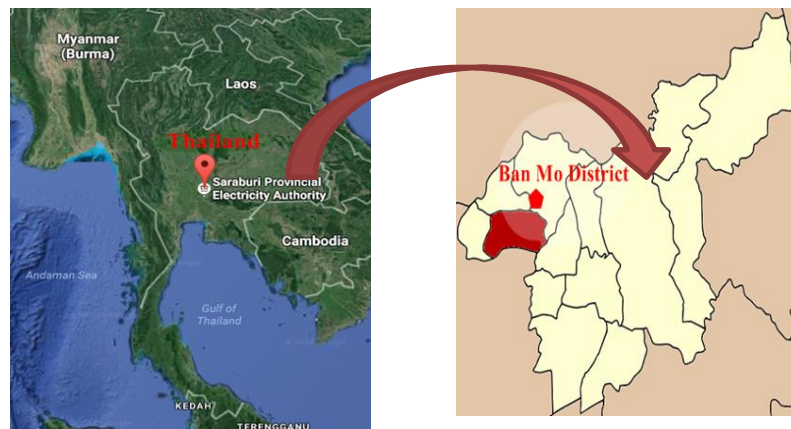 Myanmar
(Burma)
Laos
Thailand
Saraburi Provincial
Electricity Authority
Cambodia
Andaman Sea
Gulf of
Thailand
KEDAH
TERENGGANU
Ban Mo District